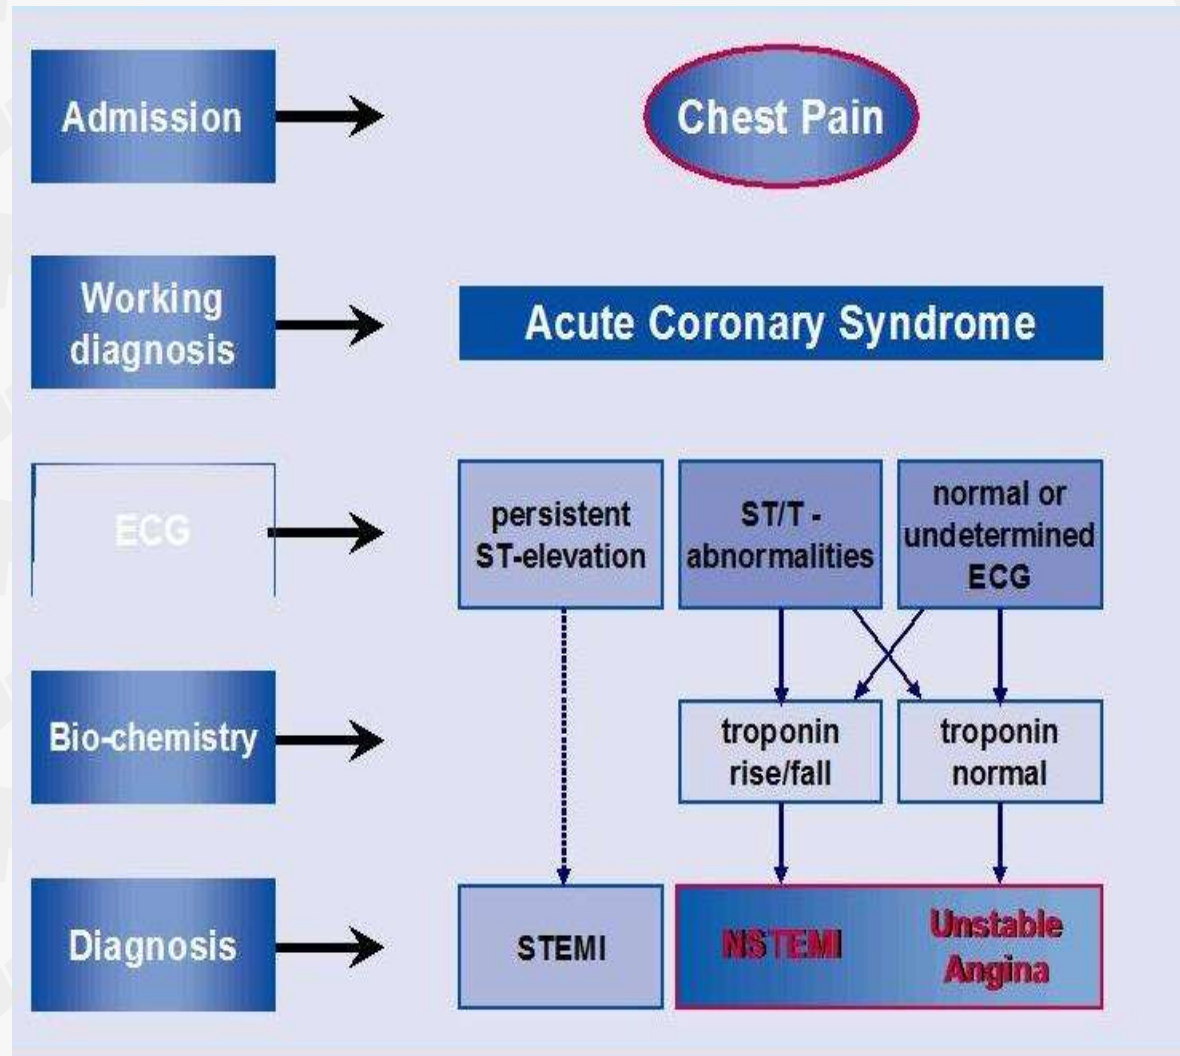 Admission
Chest Pain
Working
diagnosis
Acute Coronary Syndrome
ECG
persistent
ST-elevation
ST/T -
abnormalities
normal or
undetermined
ECG
Bio-chemistry
troponin
rise/fall
troponin
normal
Diagnosis
STEMI
NSTEMI
Unstable
Angina